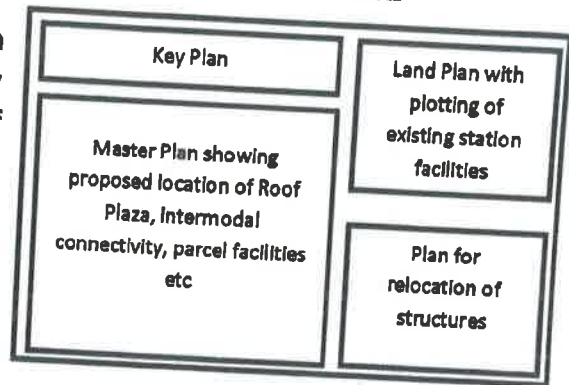 Key Plan
Master Plan showing
proposed location of Roof
Plaza, intermodal
connectivity, parcel facilities
etc
Land Plan with
plotting of
existing station
facilities
Plan for
relocation of
structures